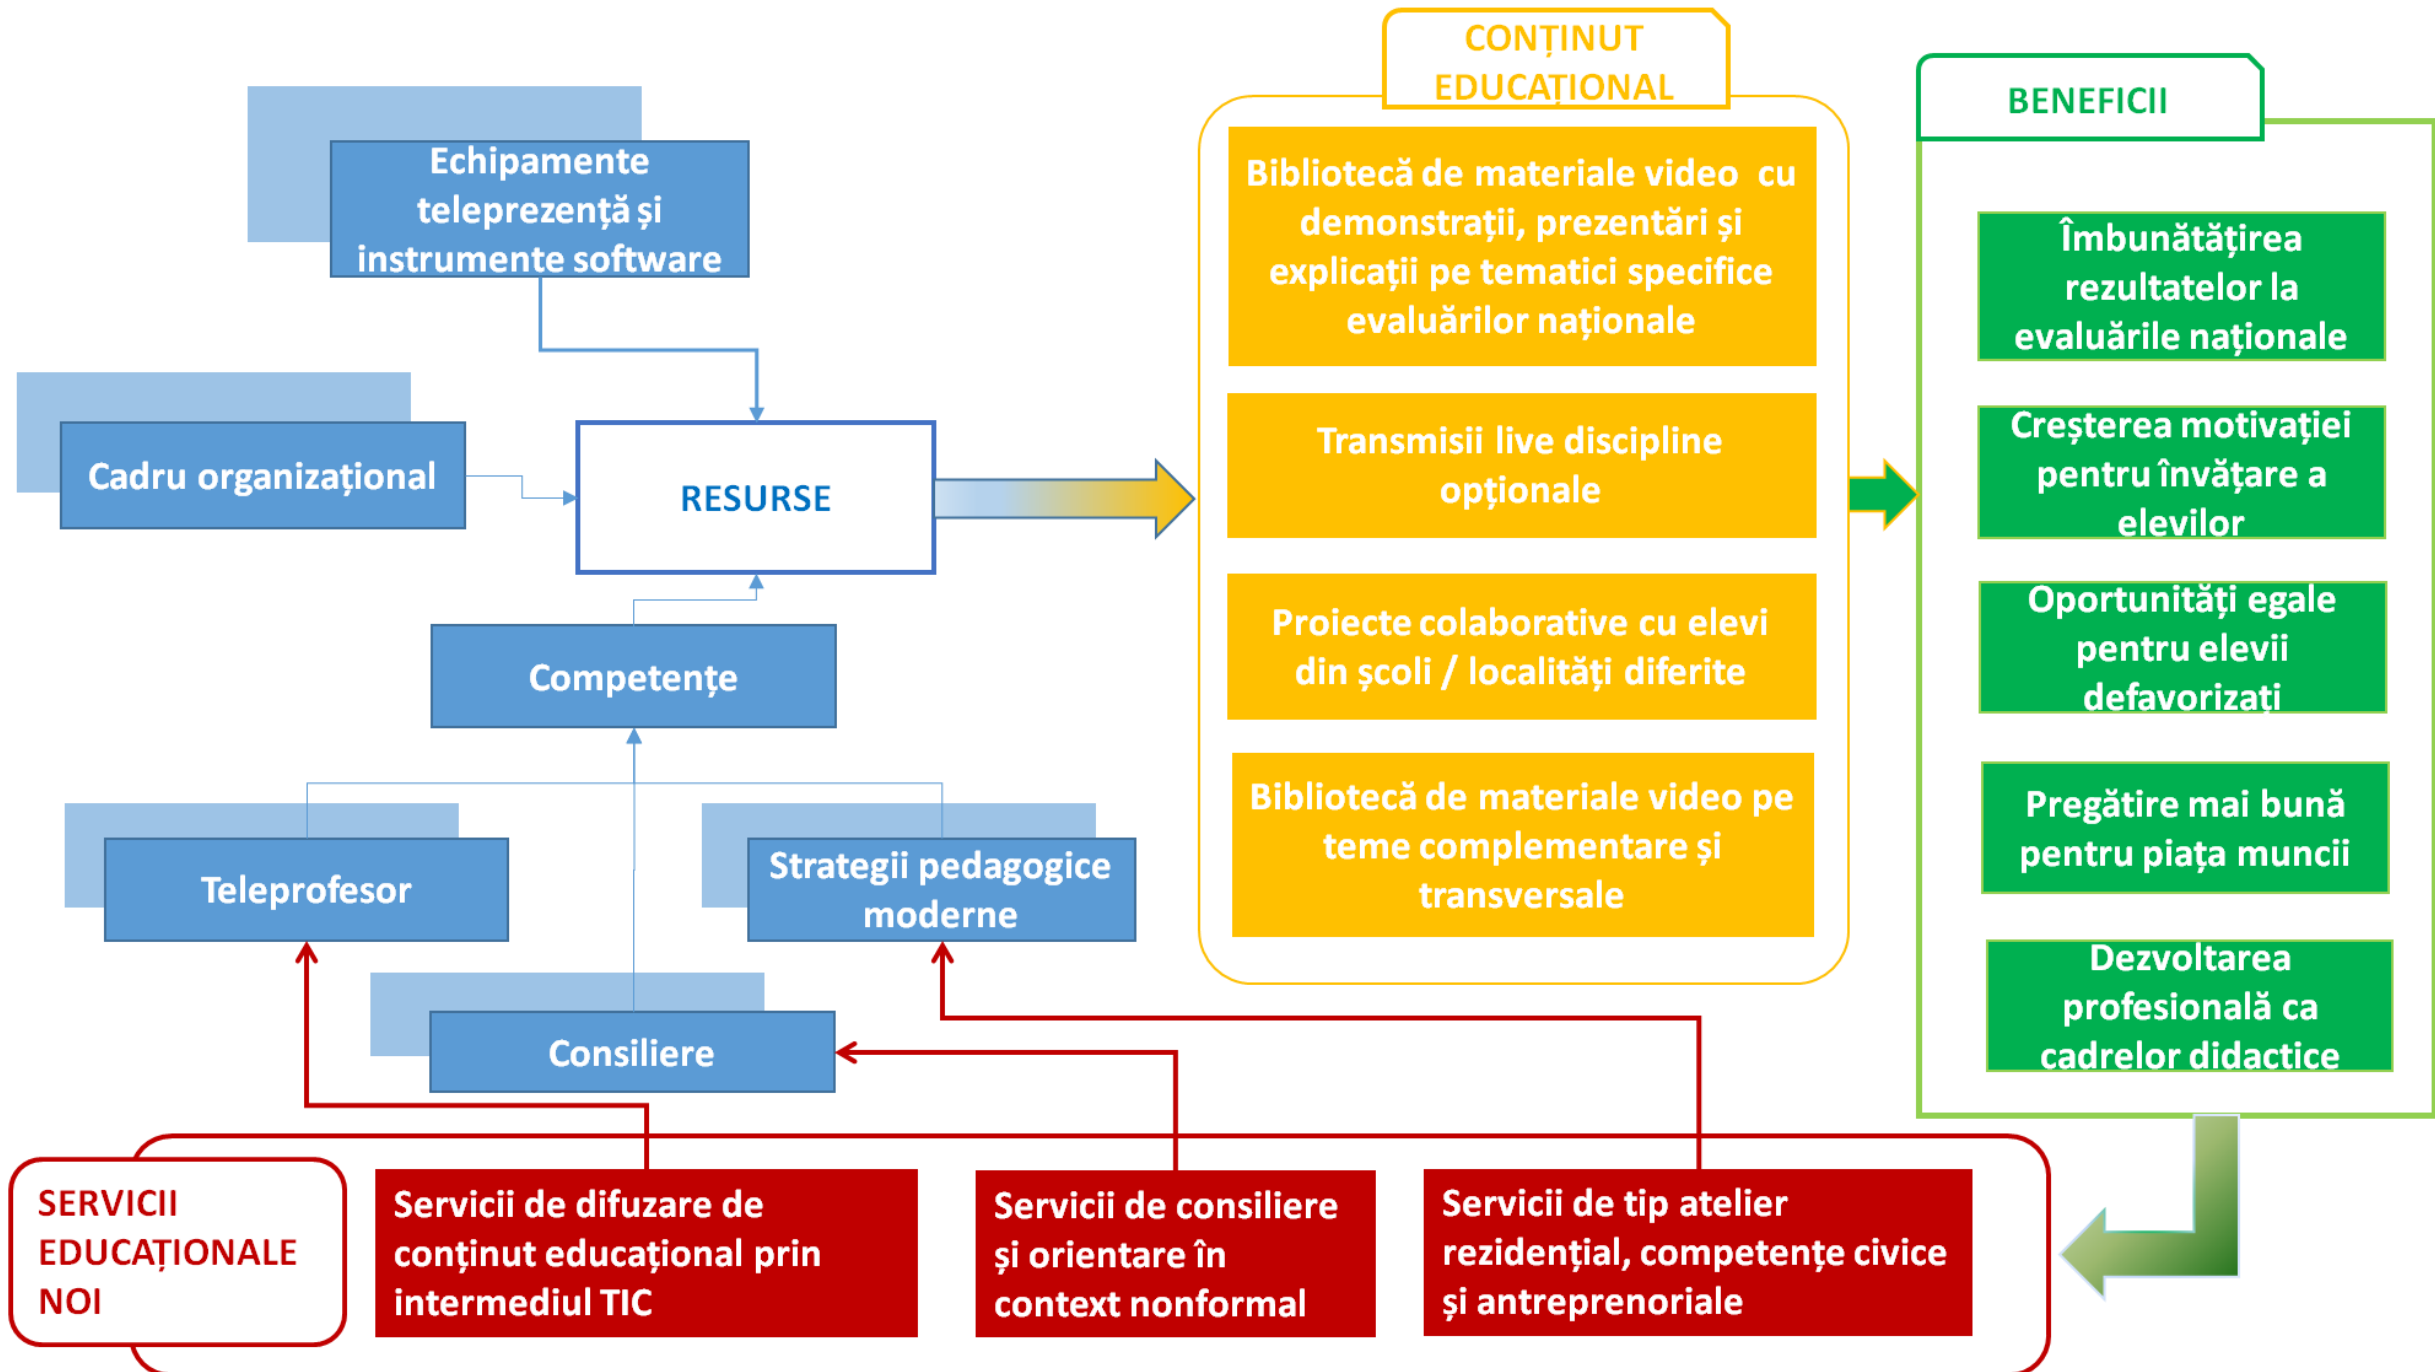 CONȚINUT
EDUCAȚIONAL
BENEFICII
Echipamente
teleprezență și
instrumente software
Cadru organizațional
RESURSE
Competențe
Teleprofesor
Strategii pedagogice
moderne
Consiliere
Bibliotecă de materiale video cu
demonstrații, prezentări și
explicații pe tematici specifice
evaluărilor naționale
Transmisii live discipline
opționale
Proiecte colaborative cu elevi
din școli / localități diferite
Bibliotecă de materiale video pe
teme complementare și
transversale
Îmbunătățirea
rezultatelor la
evaluările naționale
Creșterea motivației
pentru învățare a
elevilor
Oportunități egale
pentru elevii
defavorizați
Pregătire mai bună
pentru piața muncii
Dezvoltarea
profesională ca
cadrelor didactice
SERVICII
EDUCAȚIONALE
NOI
Servicii de difuzare de
conținut educațional prin
intermediul TIC
Servicii de consiliere
și orientare în
context nonformal
Servicii de tip atelier
rezidențial, competențe civice
și antreprenoriale